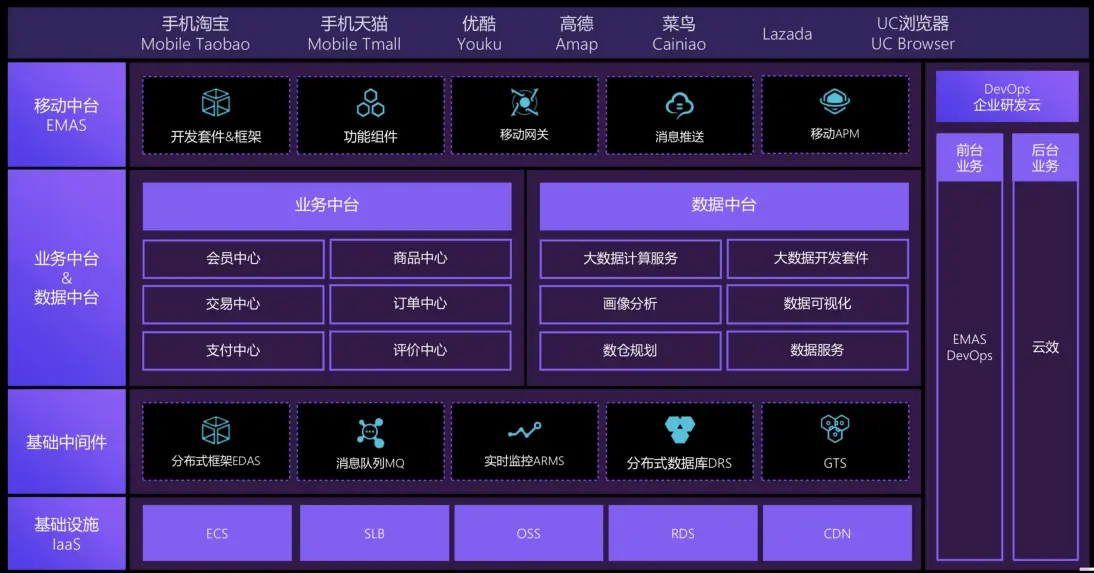 手机淘宝
Mobile Taobao
手机天猫
Mobile Tmall
优酷
Youku
高德
Amap
菜鸟
Cainiao
Lazada
UC浏览器
UC Browser
移动中台
EMAS
开发套件&框架
功能组件
移动网关
消息推送
移动APM
DevOps
企业研发云
前台
业务
后台
业务
EMAS
DevOps
云效
业务中台
&
数据中台
业务中台
会员中心
商品中心
交易中心
订单中心
支付中心
评价中心
数据中台
大数据计算服务
大数据开发套件
画像分析
数据可视化
数仓规划
数据服务
基础中间件
分布式框架EDAS
消息队列MQ
实时监控ARMS
分布式数据库DRS
GTS
基础设施
IaaS
ECS
SLB
OSS
RDS
CDN